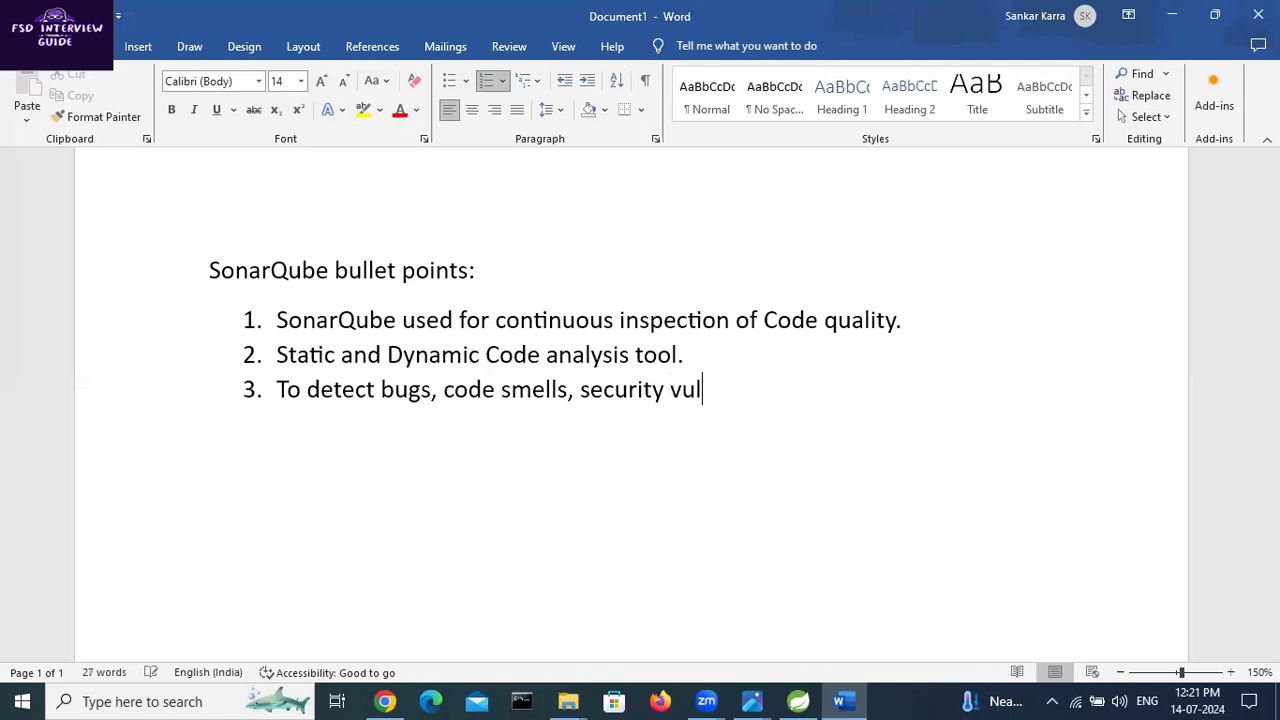 FSD INTERVIEW
GUIDE
Document1 - Word
Sankar Karra SK
Insert Draw Design Layout References Mailings Review View Help Tell me what you want to do
Cut
Copy
Paste
Format Painter
Calibri (Body) 14
Clipboard Font Paragraph Styles Editing Add-ins
AaBbCcDc AaBbCcDc AaBbCc AaBbCcD AaB AaBbCcD
¶ Normal ¶ No Spac... Heading 1 Heading 2 Title Subtitle
Find
Replace
Select
Add-ins
SonarQube bullet points:
1. SonarQube used for continuous inspection of Code quality.
2. Static and Dynamic Code analysis tool.
3. To detect bugs, code smells, security vul
Page 1 of 1 27 words English (India) Accessibility: Good to go 150%
Type here to search
Nea... ENG 12:21 PM
14-07-2024